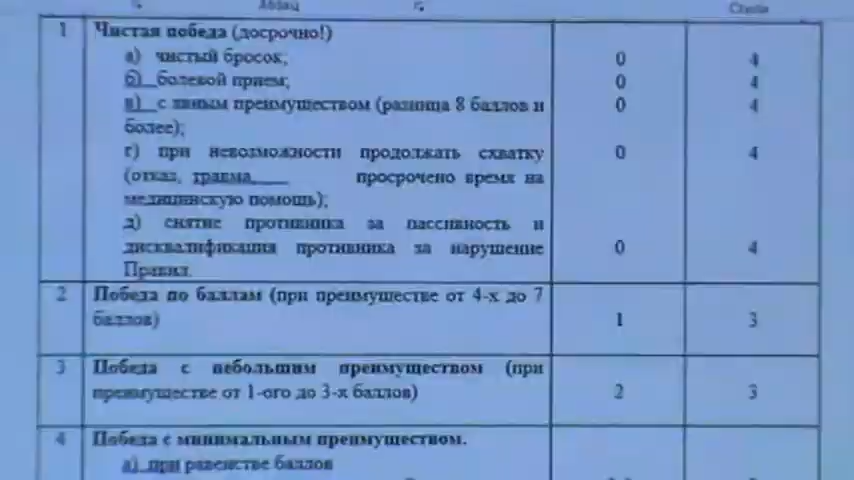 Абзац
Стили
1 Чистая победа (досрочно!)
а) чистый бросок; 0 4
б) болевой прием; 0 4
в) с явным преимуществом (разница 8 баллов и 0 4
более);
г) при невозможности продолжать схватку 0 4
(отказ, травма, просрочено время на
медицинскую помощь);
д) снятие противника за пассивность и
дисквалификация противника за нарушение 0 4
Правил.
2 Победа по баллам (при преимуществе от 4-х до 7
баллов) 1 3
3 Победа с небольшим преимуществом (при
преимуществе от 1-ого до 3-х баллов) 2 3
4 Победа с минимальным преимуществом.
а) при равенстве баллов